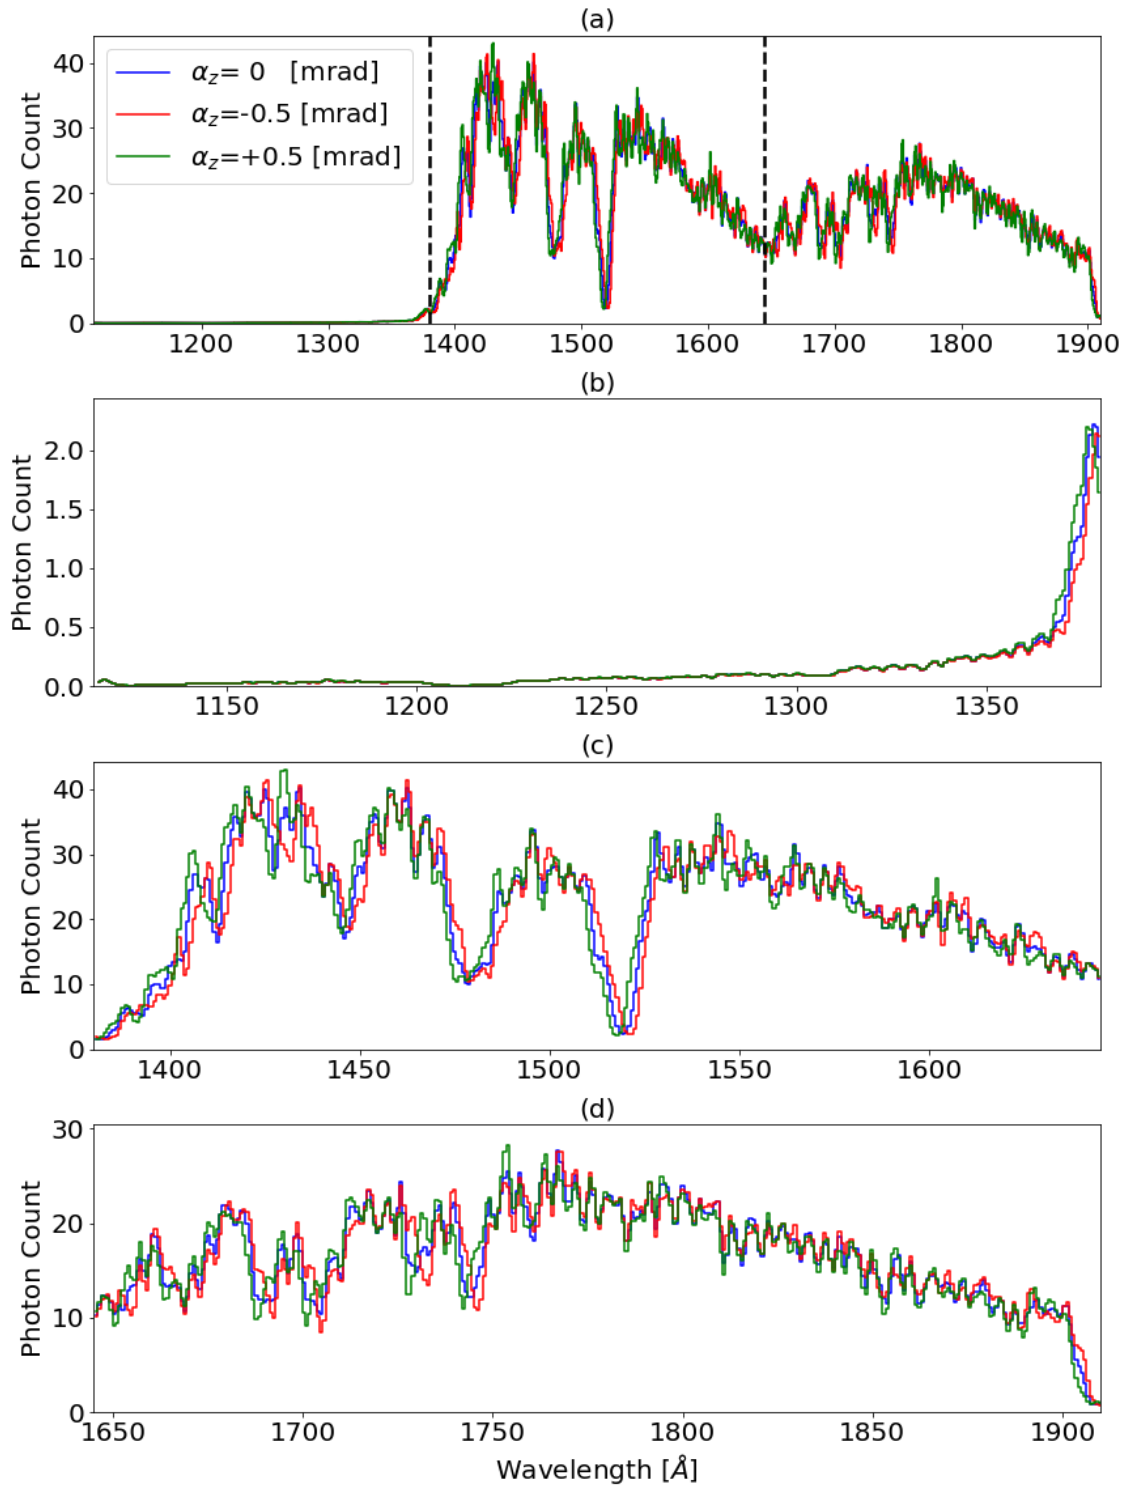 (a)
Photon Count
40
30
20
10
0
α_z= 0 [mrad]
α_z=-0.5 [mrad]
α_z=+0.5 [mrad]
1200 1300 1400 1500 1600 1700 1800 1900
(b)
Photon Count
2.0
1.5
1.0
0.5
0.0
1150 1200 1250 1300 1350
(c)
Photon Count
40
30
20
10
0
1400 1450 1500 1550 1600
(d)
Photon Count
30
20
10
0
1650 1700 1750 1800 1850 1900
Wavelength [Å]